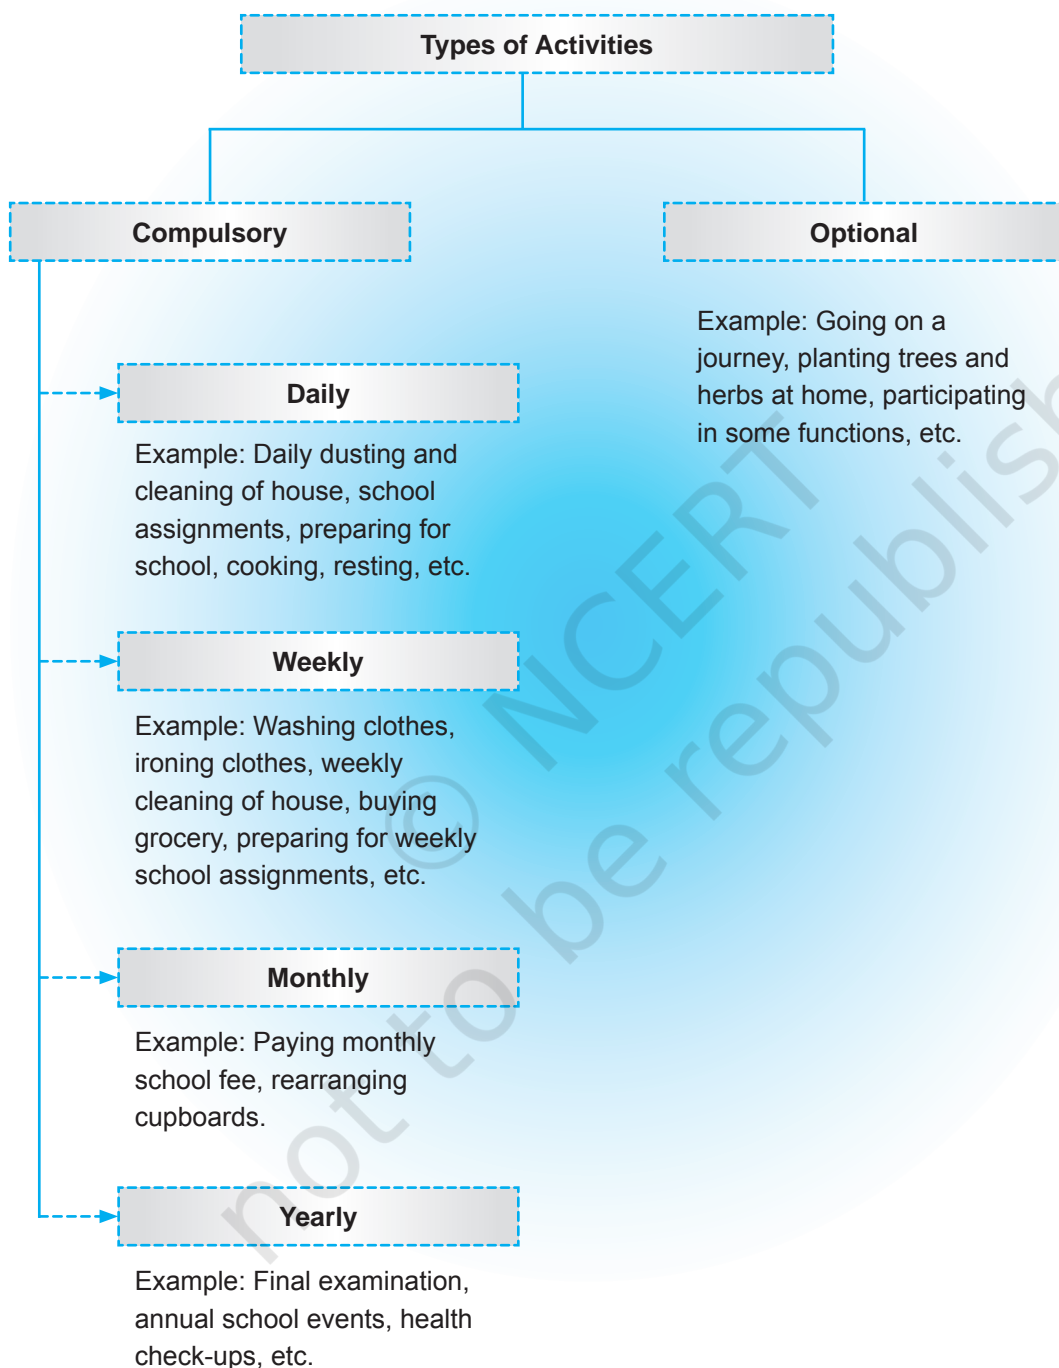 Types of Activities
Compulsory
Optional
Example: Going on a
journey, planting trees and
herbs at home, participating
in some functions, etc.
Daily
Example: Daily dusting and
cleaning of house, school
assignments, preparing for
school, cooking, resting, etc.
Weekly
Example: Washing clothes,
ironing clothes, weekly
cleaning of house, buying
grocery, preparing for weekly
school assignments, etc.
Monthly
Example: Paying monthly
school fee, rearranging
cupboards.
Yearly
Example: Final examination,
annual school events, health
check-ups, etc.
© NCERT
not to be republish